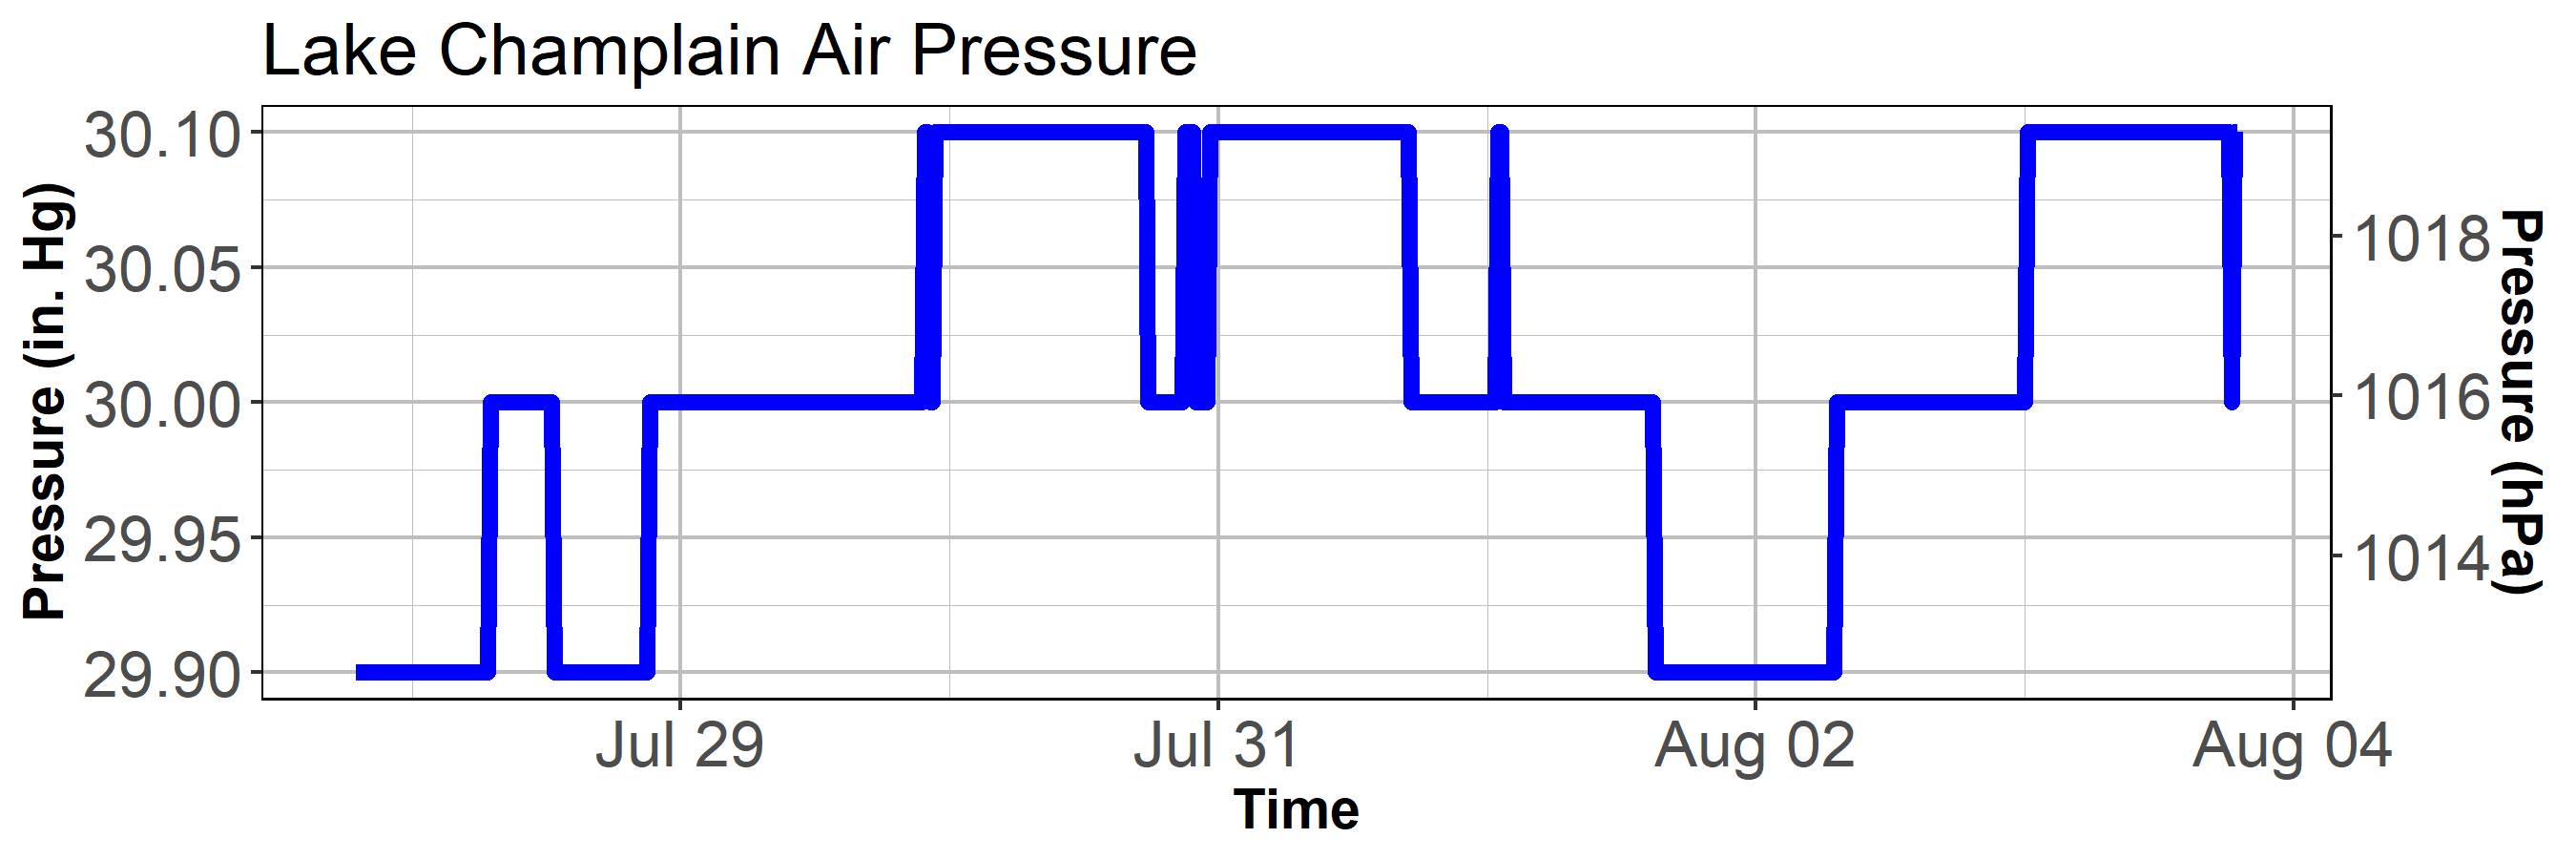 Lake Champlain Air Pressure
Pressure (in. Hg)
30.10
30.05
30.00
29.95
29.90
1018
1016
1014
Pressure (hPa)
Jul 29
Jul 31
Aug 02
Aug 04
Time